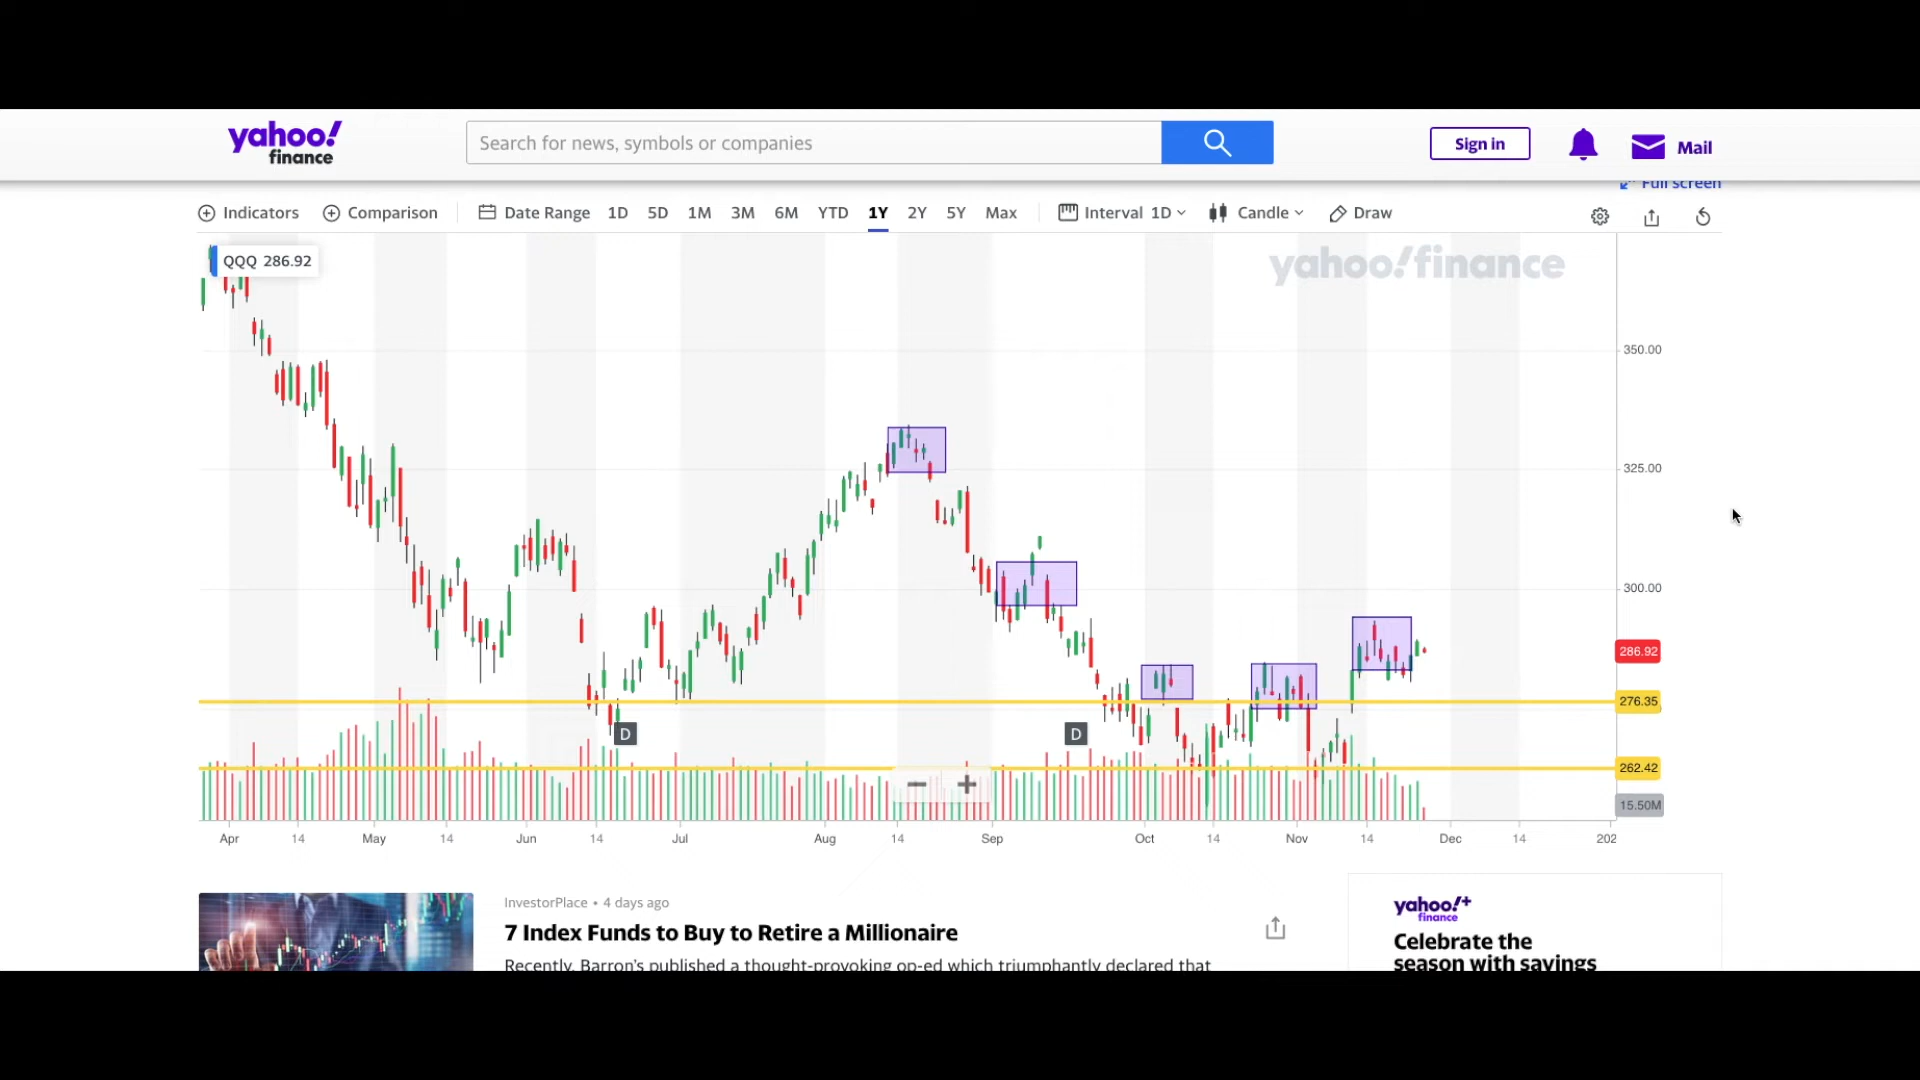 yahoo!
finance
Search for news, symbols or companies
Sign in
Mail
Full screen
Indicators
Comparison
Date Range
1D
5D
1M
3M
6M
YTD
1Y
2Y
5Y
Max
Interval 1D
Candle
Draw
QQQ 286.92
yahoo!finance
350.00
325.00
300.00
286.92
276.35
D
D
262.42
15.50M
Apr
14
May
14
Jun
14
Jul
Aug
14
Sep
Oct
14
Nov
14
Dec
14
202
InvestorPlace • 4 days ago
7 Index Funds to Buy to Retire a Millionaire
Recently, Barron's published a thought-provoking op-ed which triumphantly declared that
yahoo!+
finance
Celebrate the
season with savings